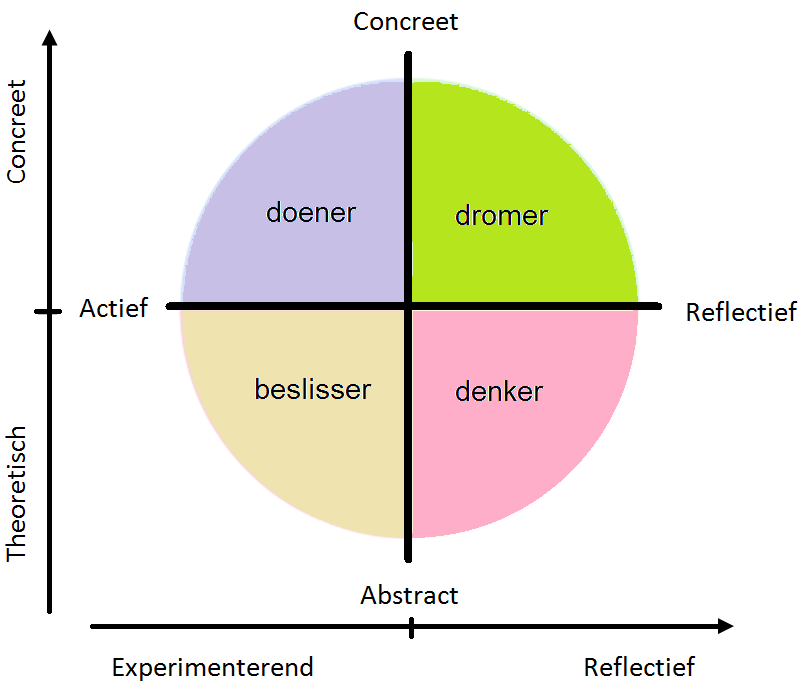 Concreet
Concreet
doener
dromer
Actief
Reflectief
beslisser
denker
Theoretisch
Abstract
Experimenterend
Reflectief